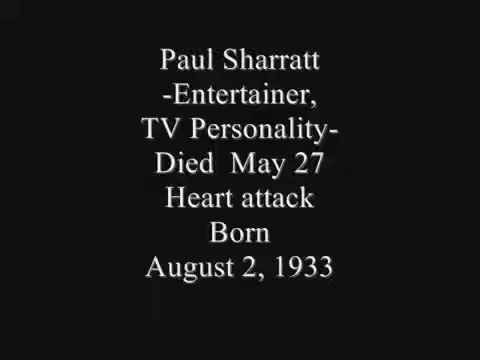 Paul Sharratt
-Entertainer,
TV Personality-
Died May 27
Heart attack
Born
August 2, 1933